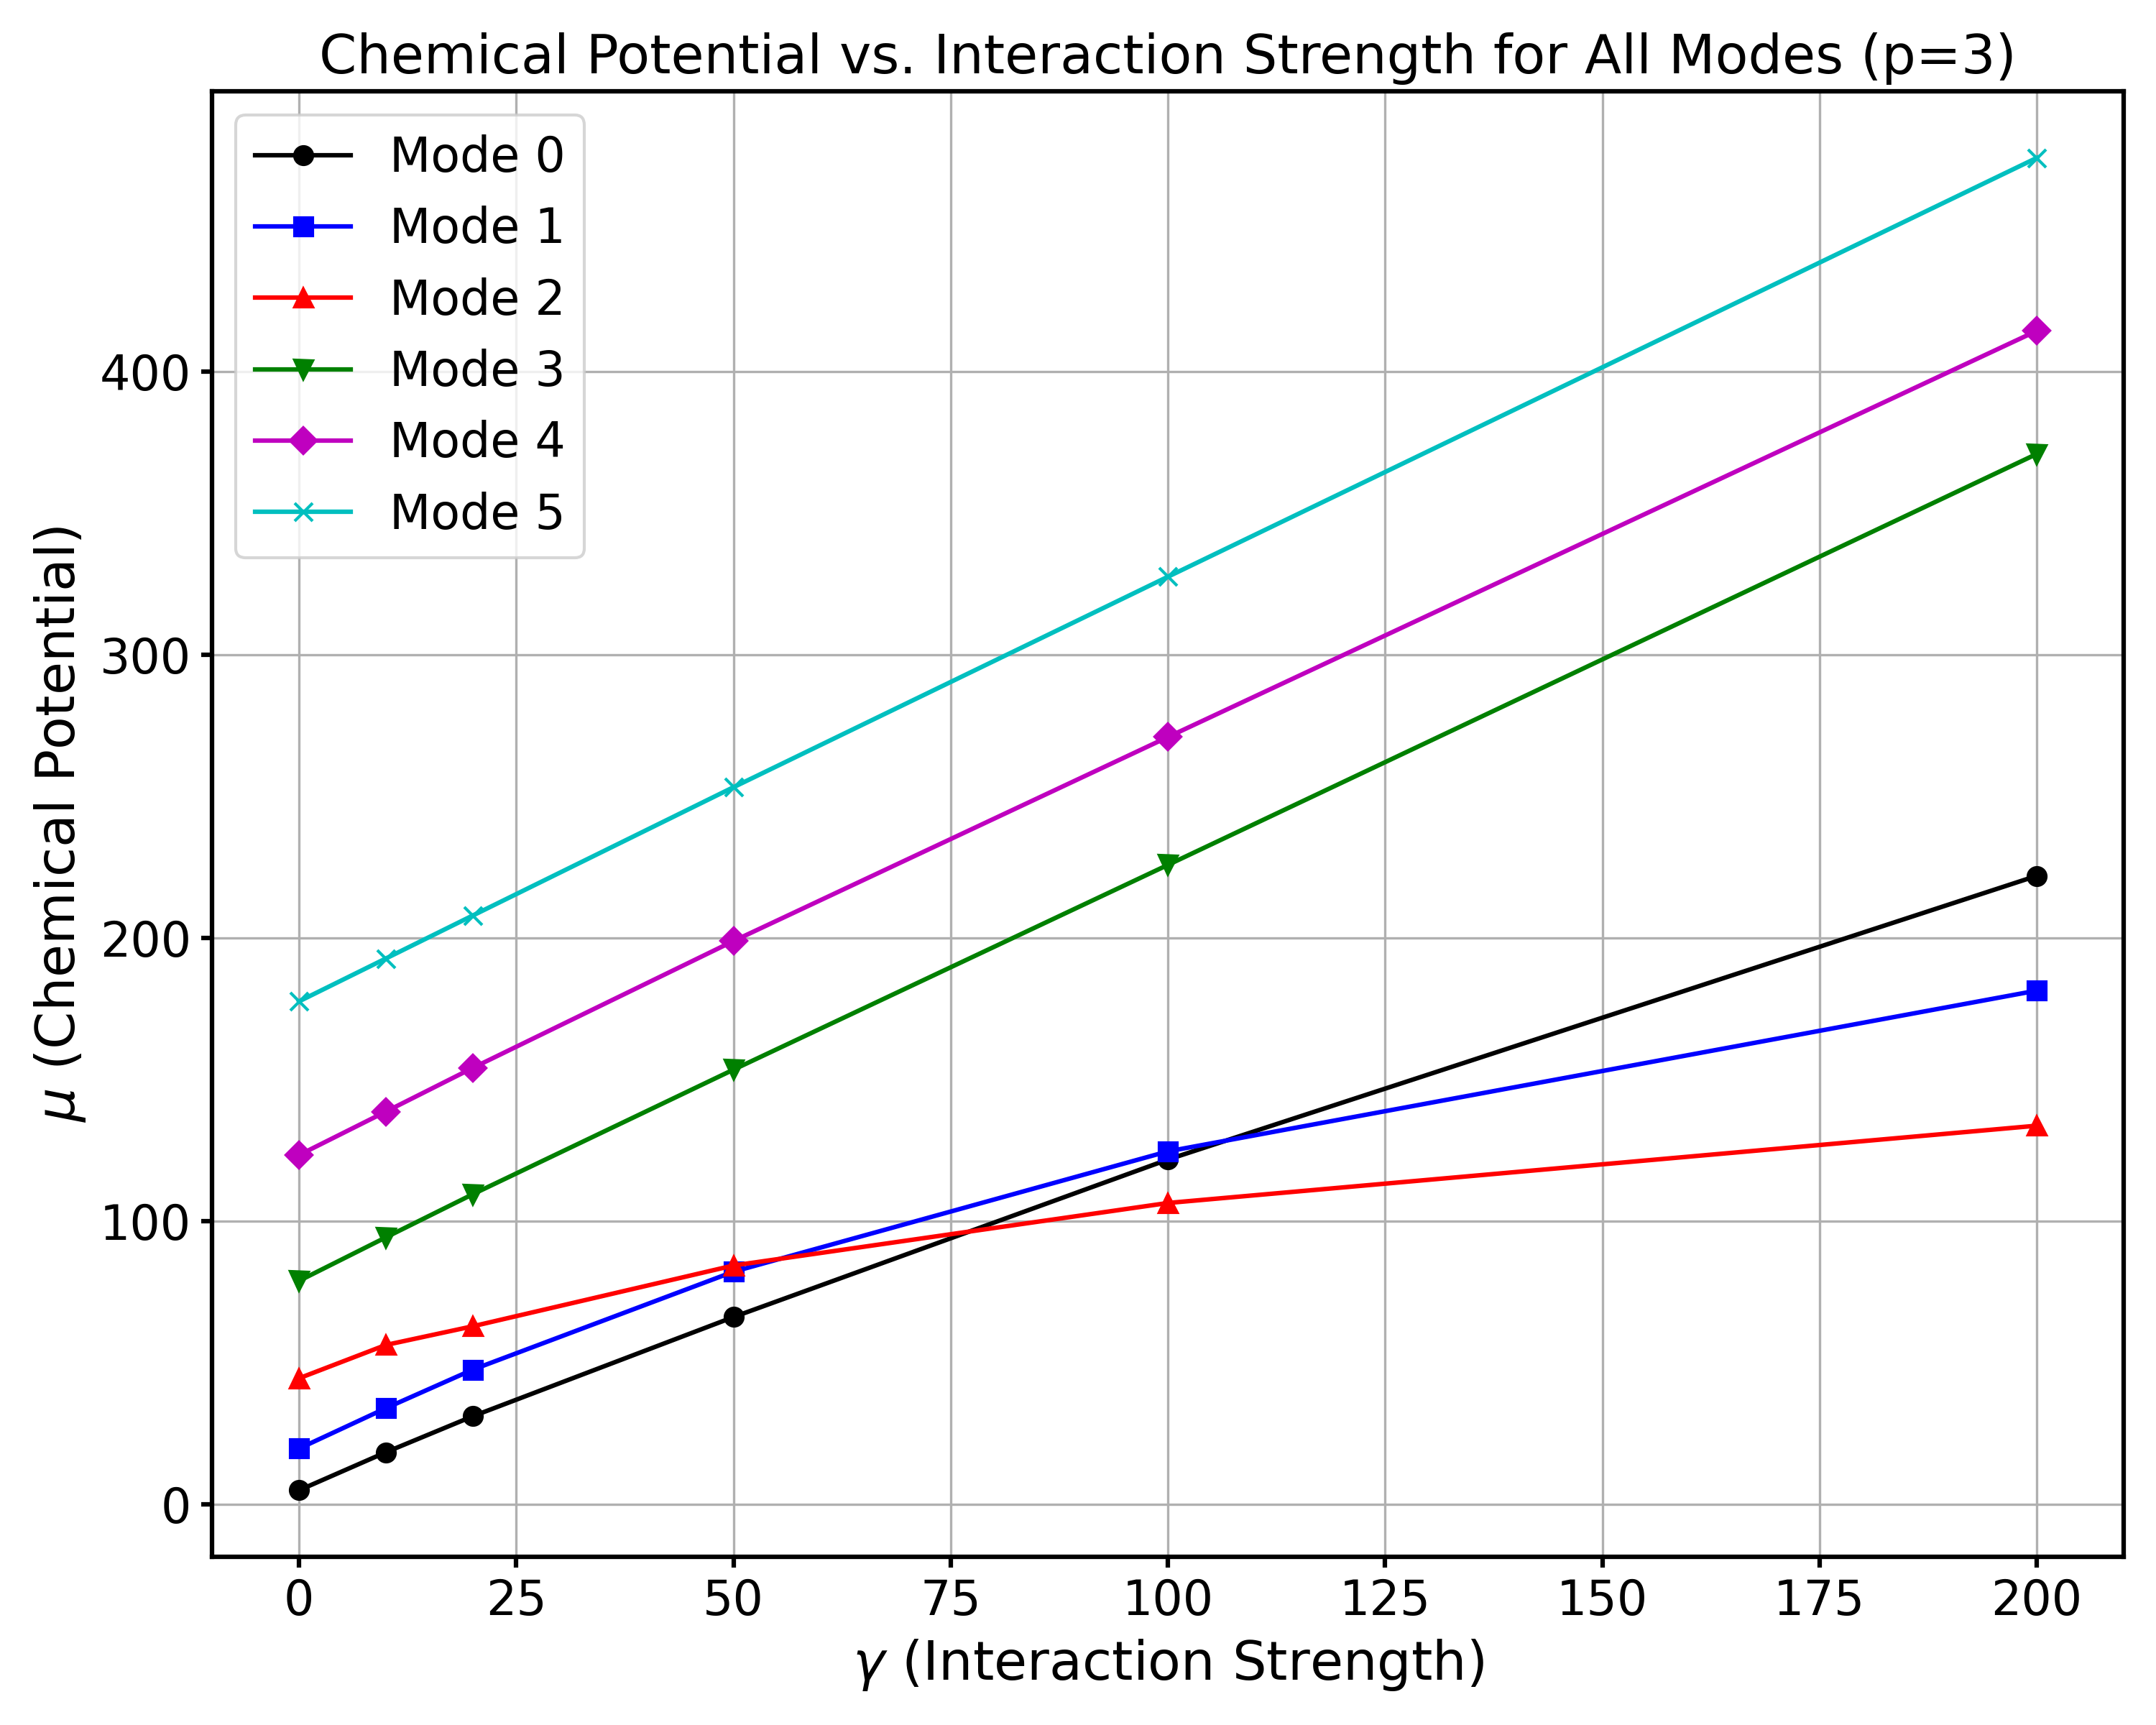 Chemical Potential vs. Interaction Strength for All Modes (p=3)
Mode 0
Mode 1
Mode 2
Mode 3
Mode 4
Mode 5
μ (Chemical Potential)
400
300
200
100
0
0 25 50 75 100 125 150 175 200
γ (Interaction Strength)